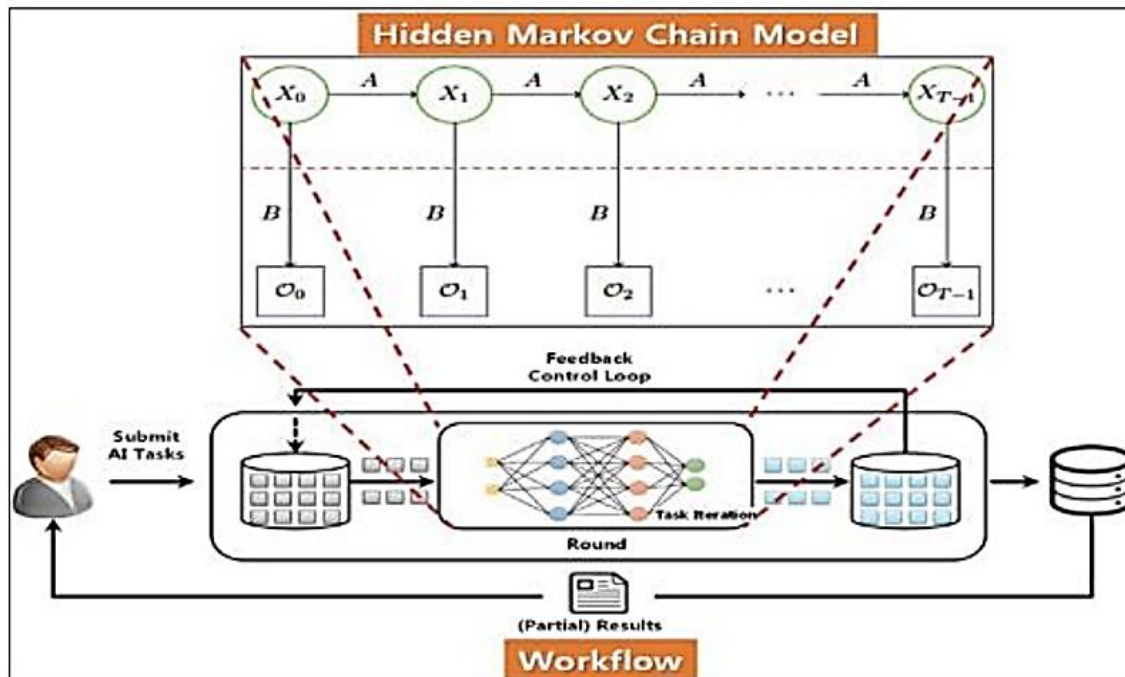 Hidden Markov Chain Model
X₀ A X₁ A X₂ A ··· A X_{T−1}
B B B B
𝒪₀ 𝒪₁ 𝒪₂ ··· 𝒪_{T−1}
Feedback
Control Loop
Submit
AI Tasks
Task Iteration
Round
(Partial) Results
Workflow